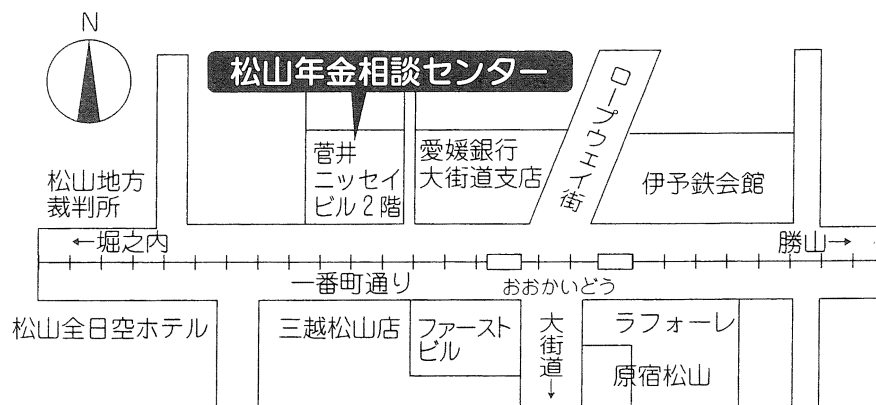 N
松山年金相談センター
ロープウェイ街
松山地方
裁判所
菅井
ニッセイ
ビル2階
愛媛銀行
大街道支店
伊予鉄会館
←堀之内
勝山→
一番町通り
おおかいどう
松山全日空ホテル
三越松山店
ファースト
ビル
大街道↓
ラフォーレ
原宿松山